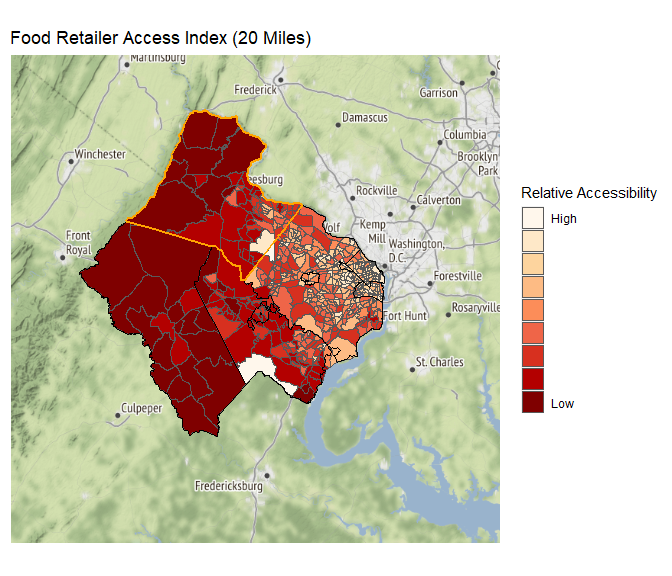 Food Retailer Access Index (20 Miles)
Martinsburg
Frederick
Garrison
Damascus
Columbia
Winchester
Brooklyn
Park
esburg
Rockville
Calverton
Relative Accessibility
High
Front
Royal
Volf
Kemp
Mill
Washington,
D.C.
Forestville
Rosaryville
Fort Hunt
St. Charles
Low
Culpeper
Fredericksburg